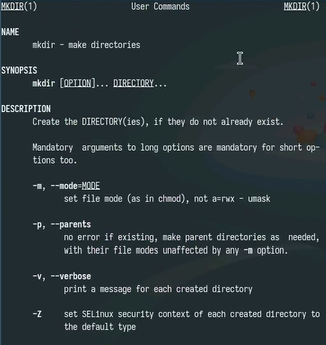 MKDIR(1) User Commands MKDIR(1)
NAME
mkdir - make directories
SYNOPSIS
mkdir [OPTION]... DIRECTORY...
DESCRIPTION
Create the DIRECTORY(ies), if they do not already exist.
Mandatory arguments to long options are mandatory for short op-
tions too.
-m, --mode=MODE
set file mode (as in chmod), not a=rwx - umask
-p, --parents
no error if existing, make parent directories as needed,
with their file modes unaffected by any -m option.
-v, --verbose
print a message for each created directory
-Z set SELinux security context of each created directory to
the default type